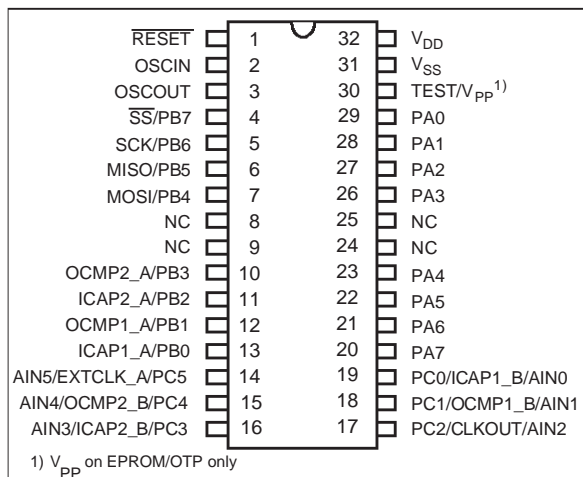 RESET 1 32 VDD
OSCIN 2 31 VSS
OSCOUT 3 30 TEST/VPP1)
SS/PB7 4 29 PA0
SCK/PB6 5 28 PA1
MISO/PB5 6 27 PA2
MOSI/PB4 7 26 PA3
NC 8 25 NC
NC 9 24 NC
OCMP2_A/PB3 10 23 PA4
ICAP2_A/PB2 11 22 PA5
OCMP1_A/PB1 12 21 PA6
ICAP1_A/PB0 13 20 PA7
AIN5/EXTCLK_A/PC5 14 19 PC0/ICAP1_B/AIN0
AIN4/OCMP2_B/PC4 15 18 PC1/OCMP1_B/AIN1
AIN3/ICAP2_B/PC3 16 17 PC2/CLKOUT/AIN2
1) VPP on EPROM/OTP only